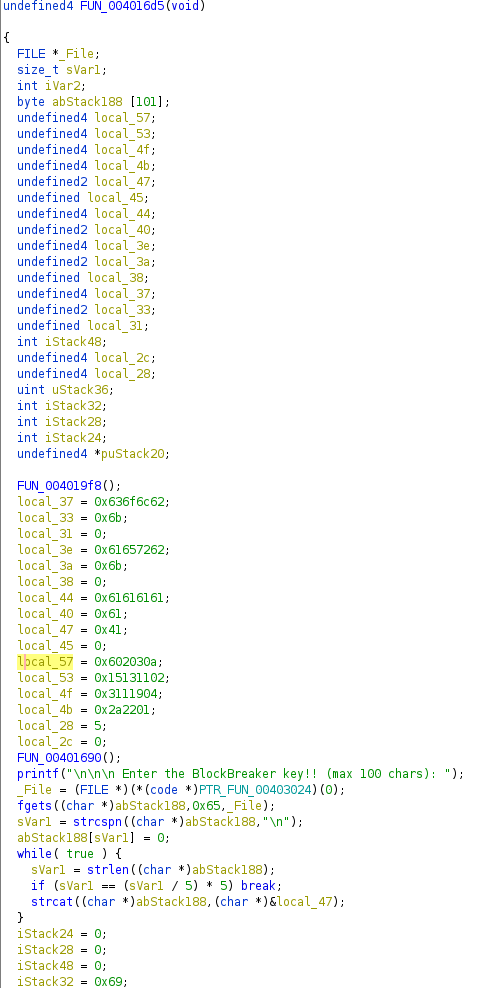 undefined4 FUN_004016d5(void)
{
FILE *_File;
size_t sVar1;
int iVar2;
byte abStack188 [101];
undefined4 local_57;
undefined4 local_53;
undefined4 local_4f;
undefined4 local_4b;
undefined2 local_47;
undefined local_45;
undefined4 local_44;
undefined2 local_40;
undefined4 local_3e;
undefined2 local_3a;
undefined local_38;
undefined4 local_37;
undefined2 local_33;
undefined local_31;
int iStack48;
undefined4 local_2c;
undefined4 local_28;
uint uStack36;
int iStack32;
int iStack28;
int iStack24;
undefined4 *puStack20;
FUN_004019f8();
local_37 = 0x636f6c62;
local_33 = 0x6b;
local_31 = 0;
local_3e = 0x61657262;
local_3a = 0x6b;
local_38 = 0;
local_44 = 0x61616161;
local_40 = 0x61;
local_47 = 0x41;
local_45 = 0;
local_57 = 0x602030a;
local_53 = 0x15131102;
local_4f = 0x3111904;
local_4b = 0x2a2201;
local_28 = 5;
local_2c = 0;
FUN_00401690();
printf("\n\n\n Enter the BlockBreaker key!! (max 100 chars): ");
_File = (FILE *)(*(code *)PTR_FUN_00403024)(0);
fgets((char *)abStack188,0x65,_File);
sVar1 = strcspn((char *)abStack188,"\n");
abStack188[sVar1] = 0;
while( true ) {
sVar1 = strlen((char *)abStack188);
if (sVar1 == (sVar1 / 5) * 5) break;
strcat((char *)abStack188,(char *)&local_47);
}
iStack24 = 0;
iStack28 = 0;
iStack48 = 0;
iStack32 = 0x69;